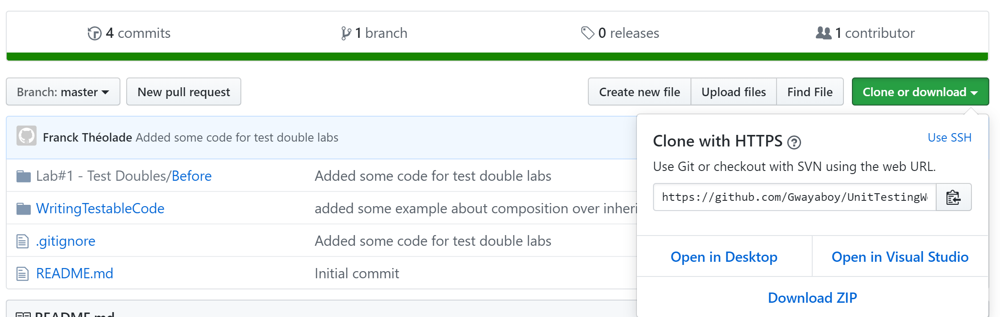 4 commits
1 branch
0 releases
1 contributor
Branch: master
New pull request
Create new file
Upload files
Find File
Clone or download
Franck Théolade Added some code for test double labs
Lab#1 - Test Doubles/Before
Added some code for test double labs
WritingTestableCode
added some example about composition over inheri
.gitignore
Added some code for test double labs
README.md
Initial commit
README.md
Clone with HTTPS
Use SSH
Use Git or checkout with SVN using the web URL.
https://github.com/Gwayaboy/UnitTestingW
Open in Desktop
Open in Visual Studio
Download ZIP